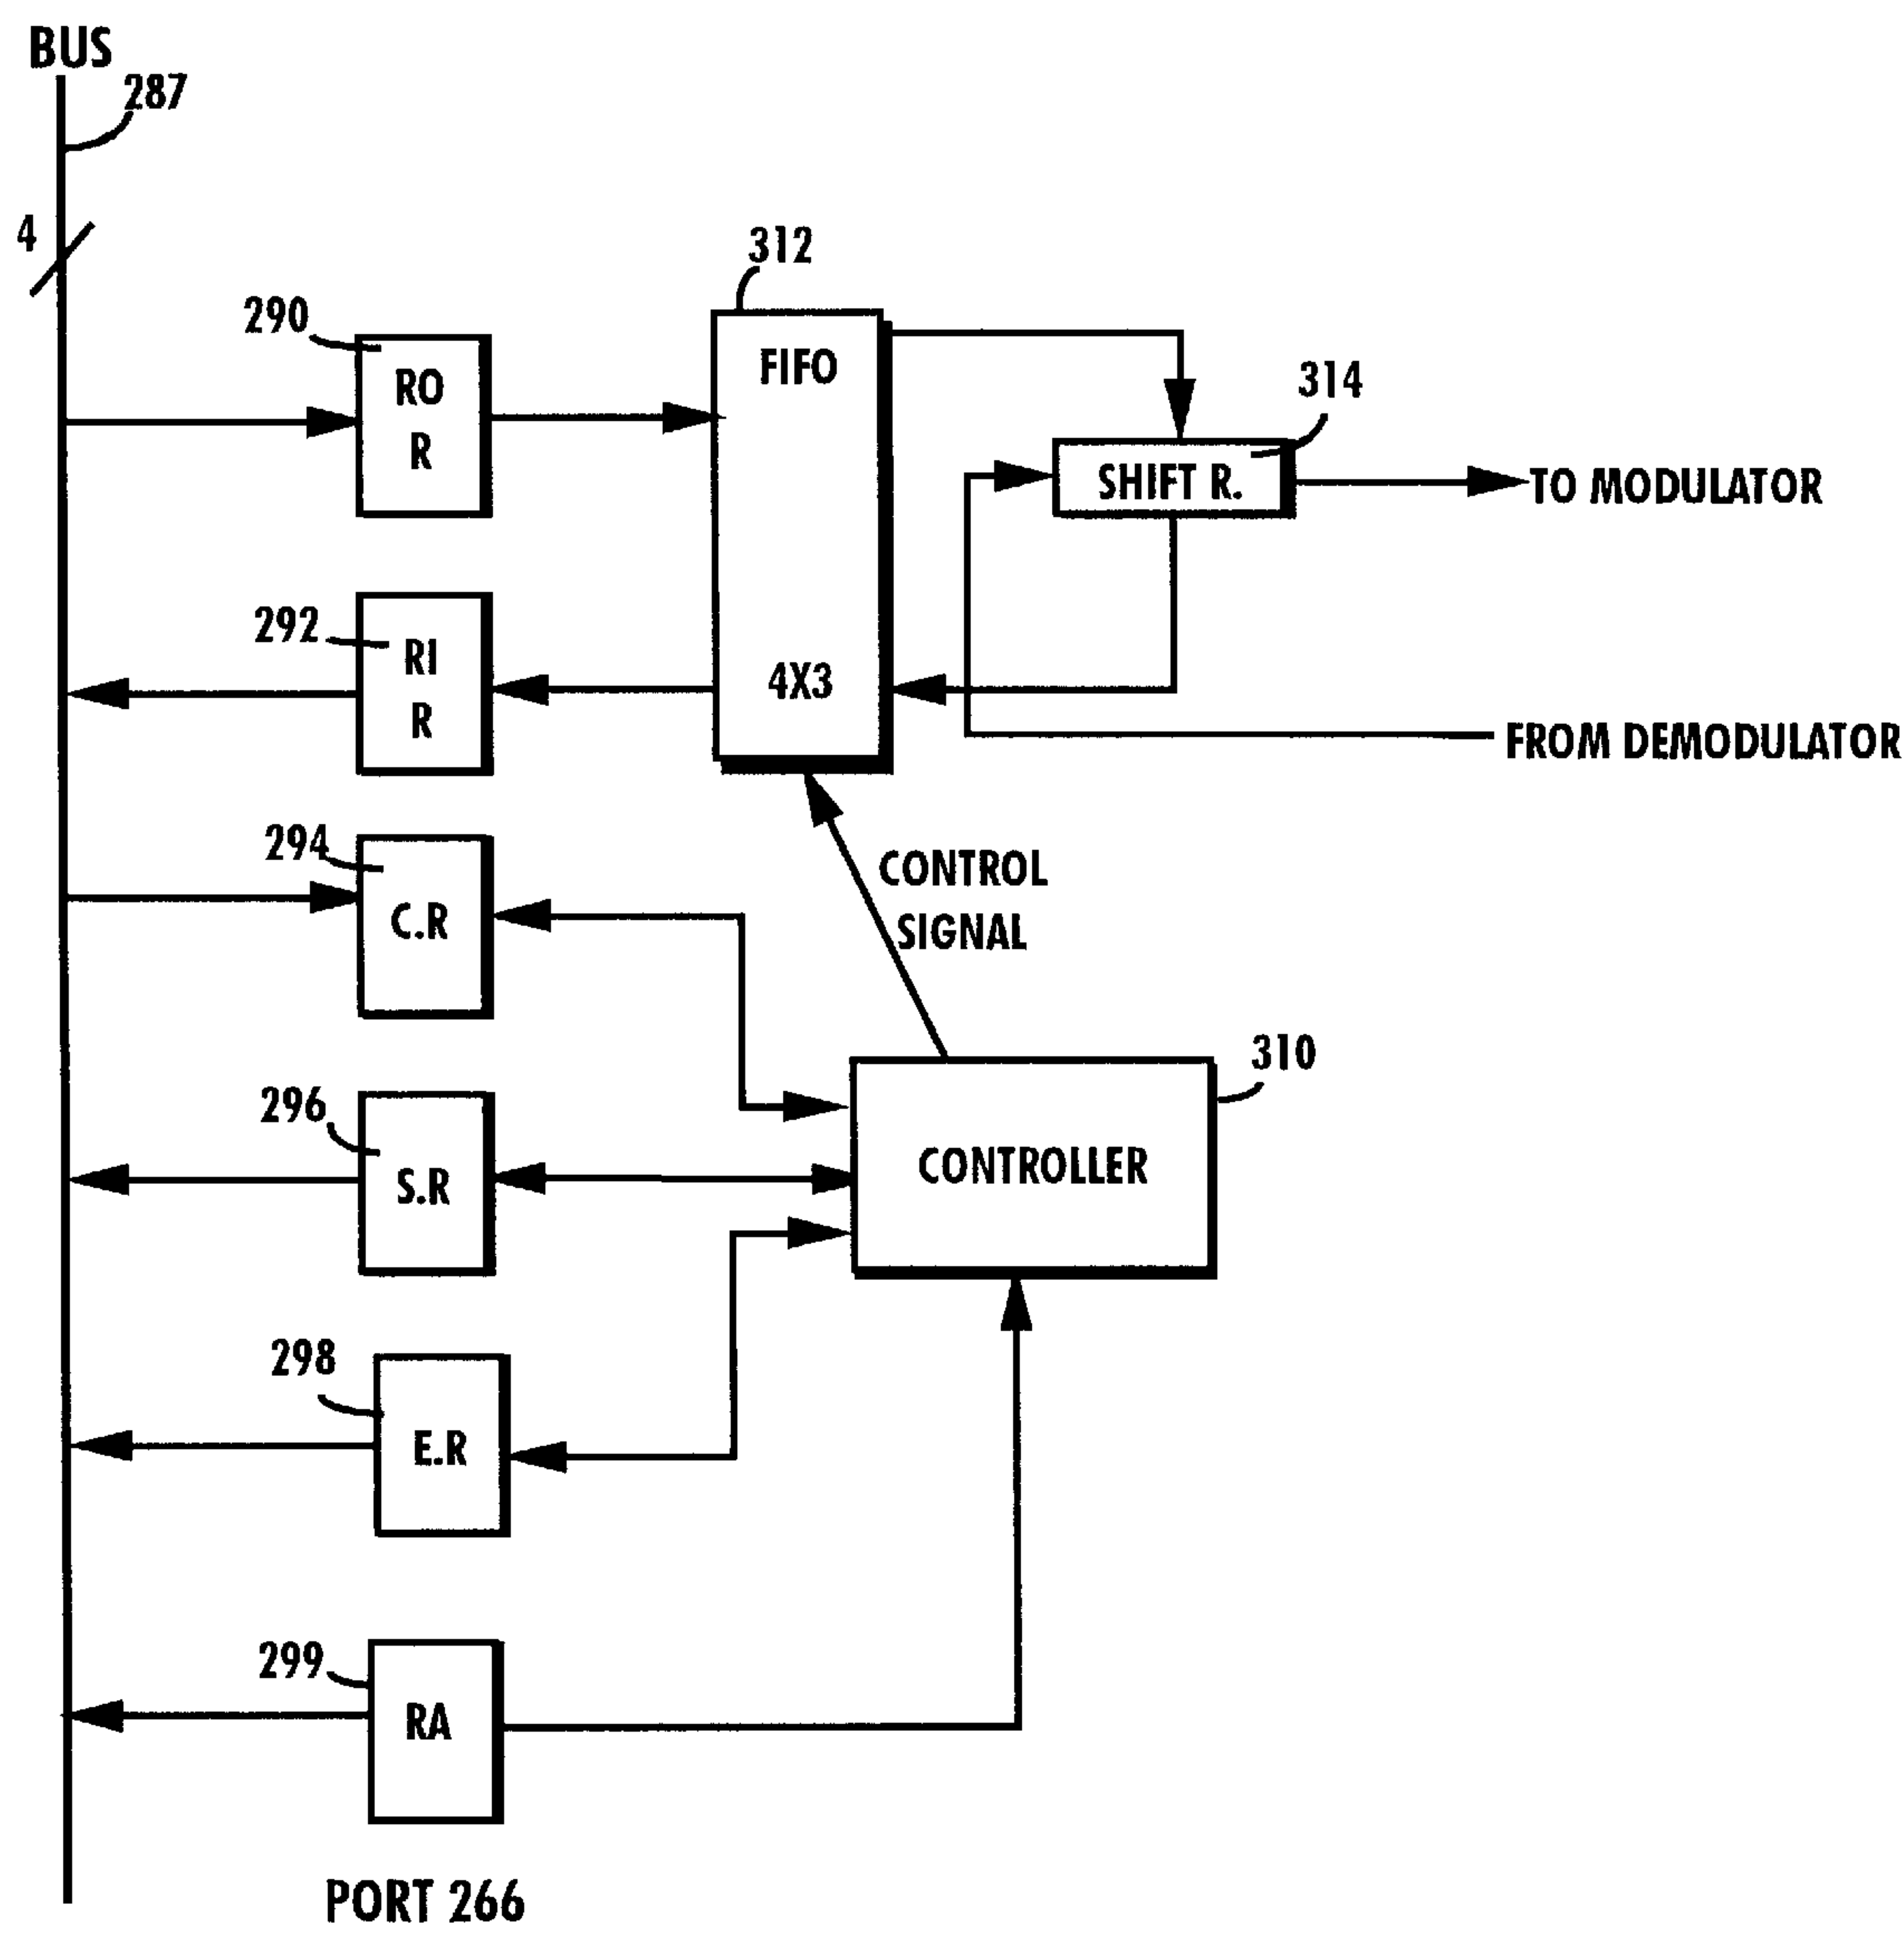 BUS
287
4
312
290
RO
R
FIFO
314
SHIFT R.
TO MODULATOR
292
RI
R
4X3
FROM DEMODULATOR
294
C.R
CONTROL
SIGNAL
310
296
S.R
CONTROLLER
298
E.R
299
RA
PORT 266